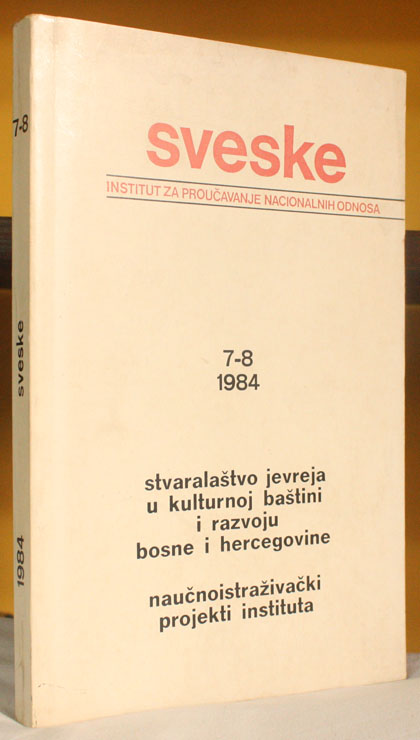 7-8
sveske
1984
sveske
INSTITUT ZA PROUČAVANJE NACIONALNIH ODNOSA
7-8
1984
stvaralaštvo jevreja
u kulturnoj baštini
i razvoju
bosne i hercegovine
naučnoistraživački
projekti instituta